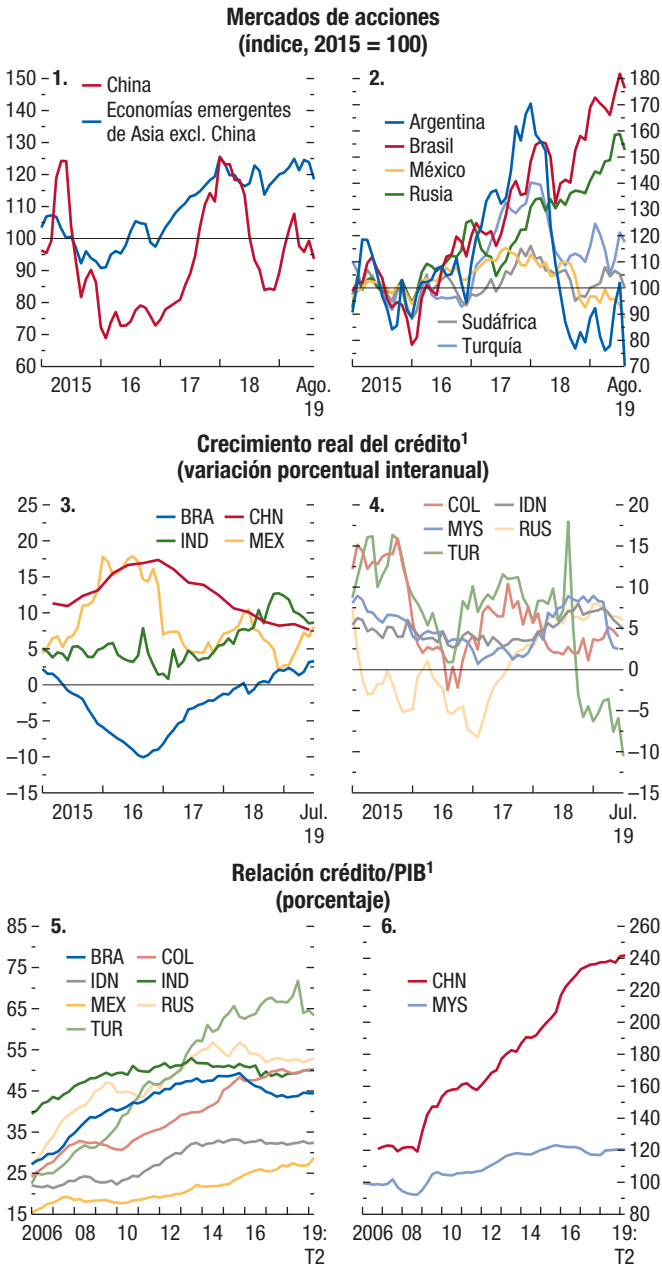 Mercados de acciones
(índice, 2015 = 100)
1.
China
Economías emergentes
de Asia excl. China
150
140
130
120
110
100
90
80
70
60
2015 16 17 18 Ago.
19
2.
Argentina
Brasil
México
Rusia
Sudáfrica
Turquía
180
170
160
150
140
130
120
110
100
90
80
70
2015 16 17 18 Ago.
19
Crecimiento real del crédito¹
(variación porcentual interanual)
3.
BRA CHN
IND MEX
25
20
15
10
5
0
–5
–10
–15
2015 16 17 18 Jul.
19
4.
COL IDN
MYS RUS
TUR
20
15
10
5
0
–5
–10
–15
2015 16 17 18 Jul.
19
Relación crédito/PIB¹
(porcentaje)
5.
BRA COL
IDN IND
MEX RUS
TUR
85
75
65
55
45
35
25
15
2006 08 10 12 14 16 19:
T2
6.
CHN
MYS
260
240
220
200
180
160
140
120
100
80
2006 08 10 12 14 16 19:
T2